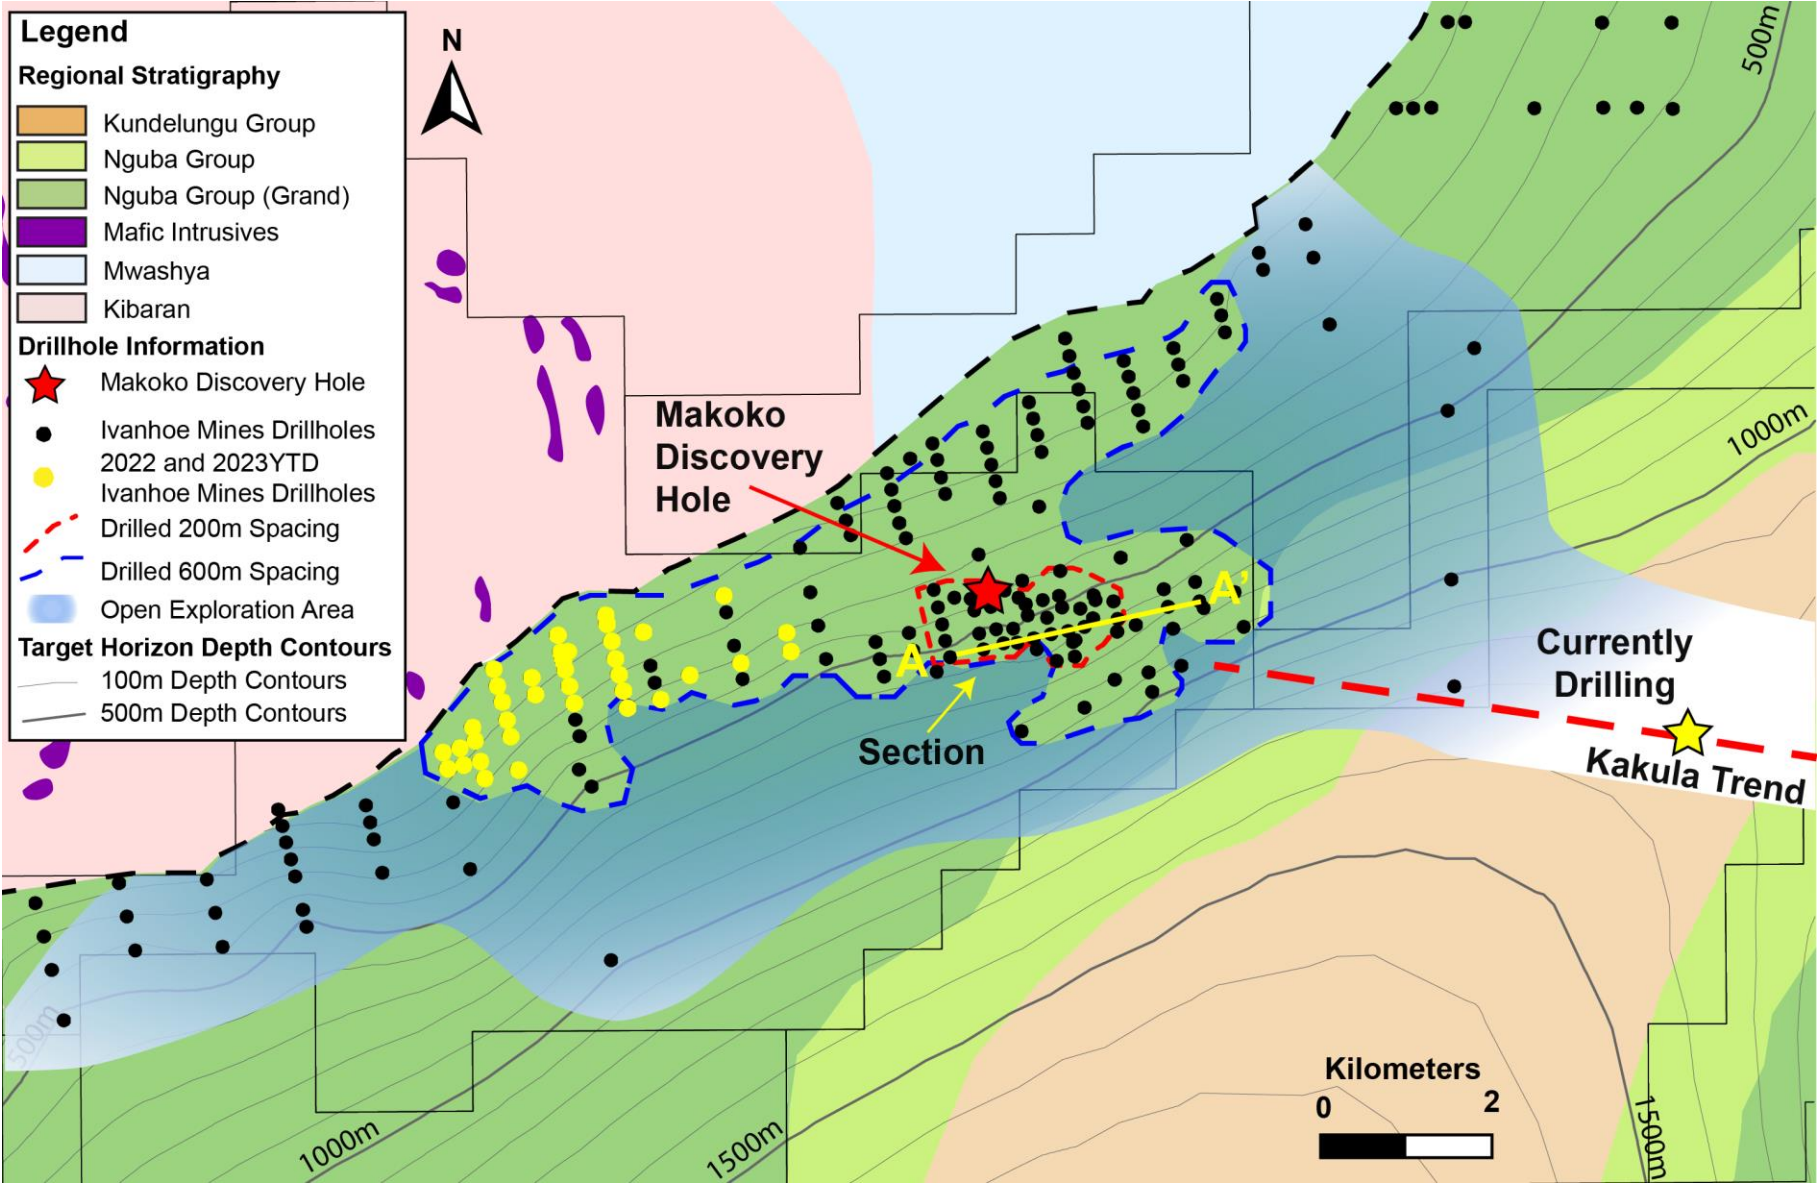 Legend
Regional Stratigraphy
Kundelungu Group
Nguba Group
Nguba Group (Grand)
Mafic Intrusives
Mwashya
Kibaran
Drillhole Information
Makoko Discovery Hole
Ivanhoe Mines Drillholes
2022 and 2023YTD
Ivanhoe Mines Drillholes
Drilled 200m Spacing
Drilled 600m Spacing
Open Exploration Area
Target Horizon Depth Contours
100m Depth Contours
500m Depth Contours
N
500m
1000m
Makoko
Discovery
Hole
A
A'
Section
Currently
Drilling
Kakula Trend
500m
1000m
1500m
1500m
Kilometers
0
2